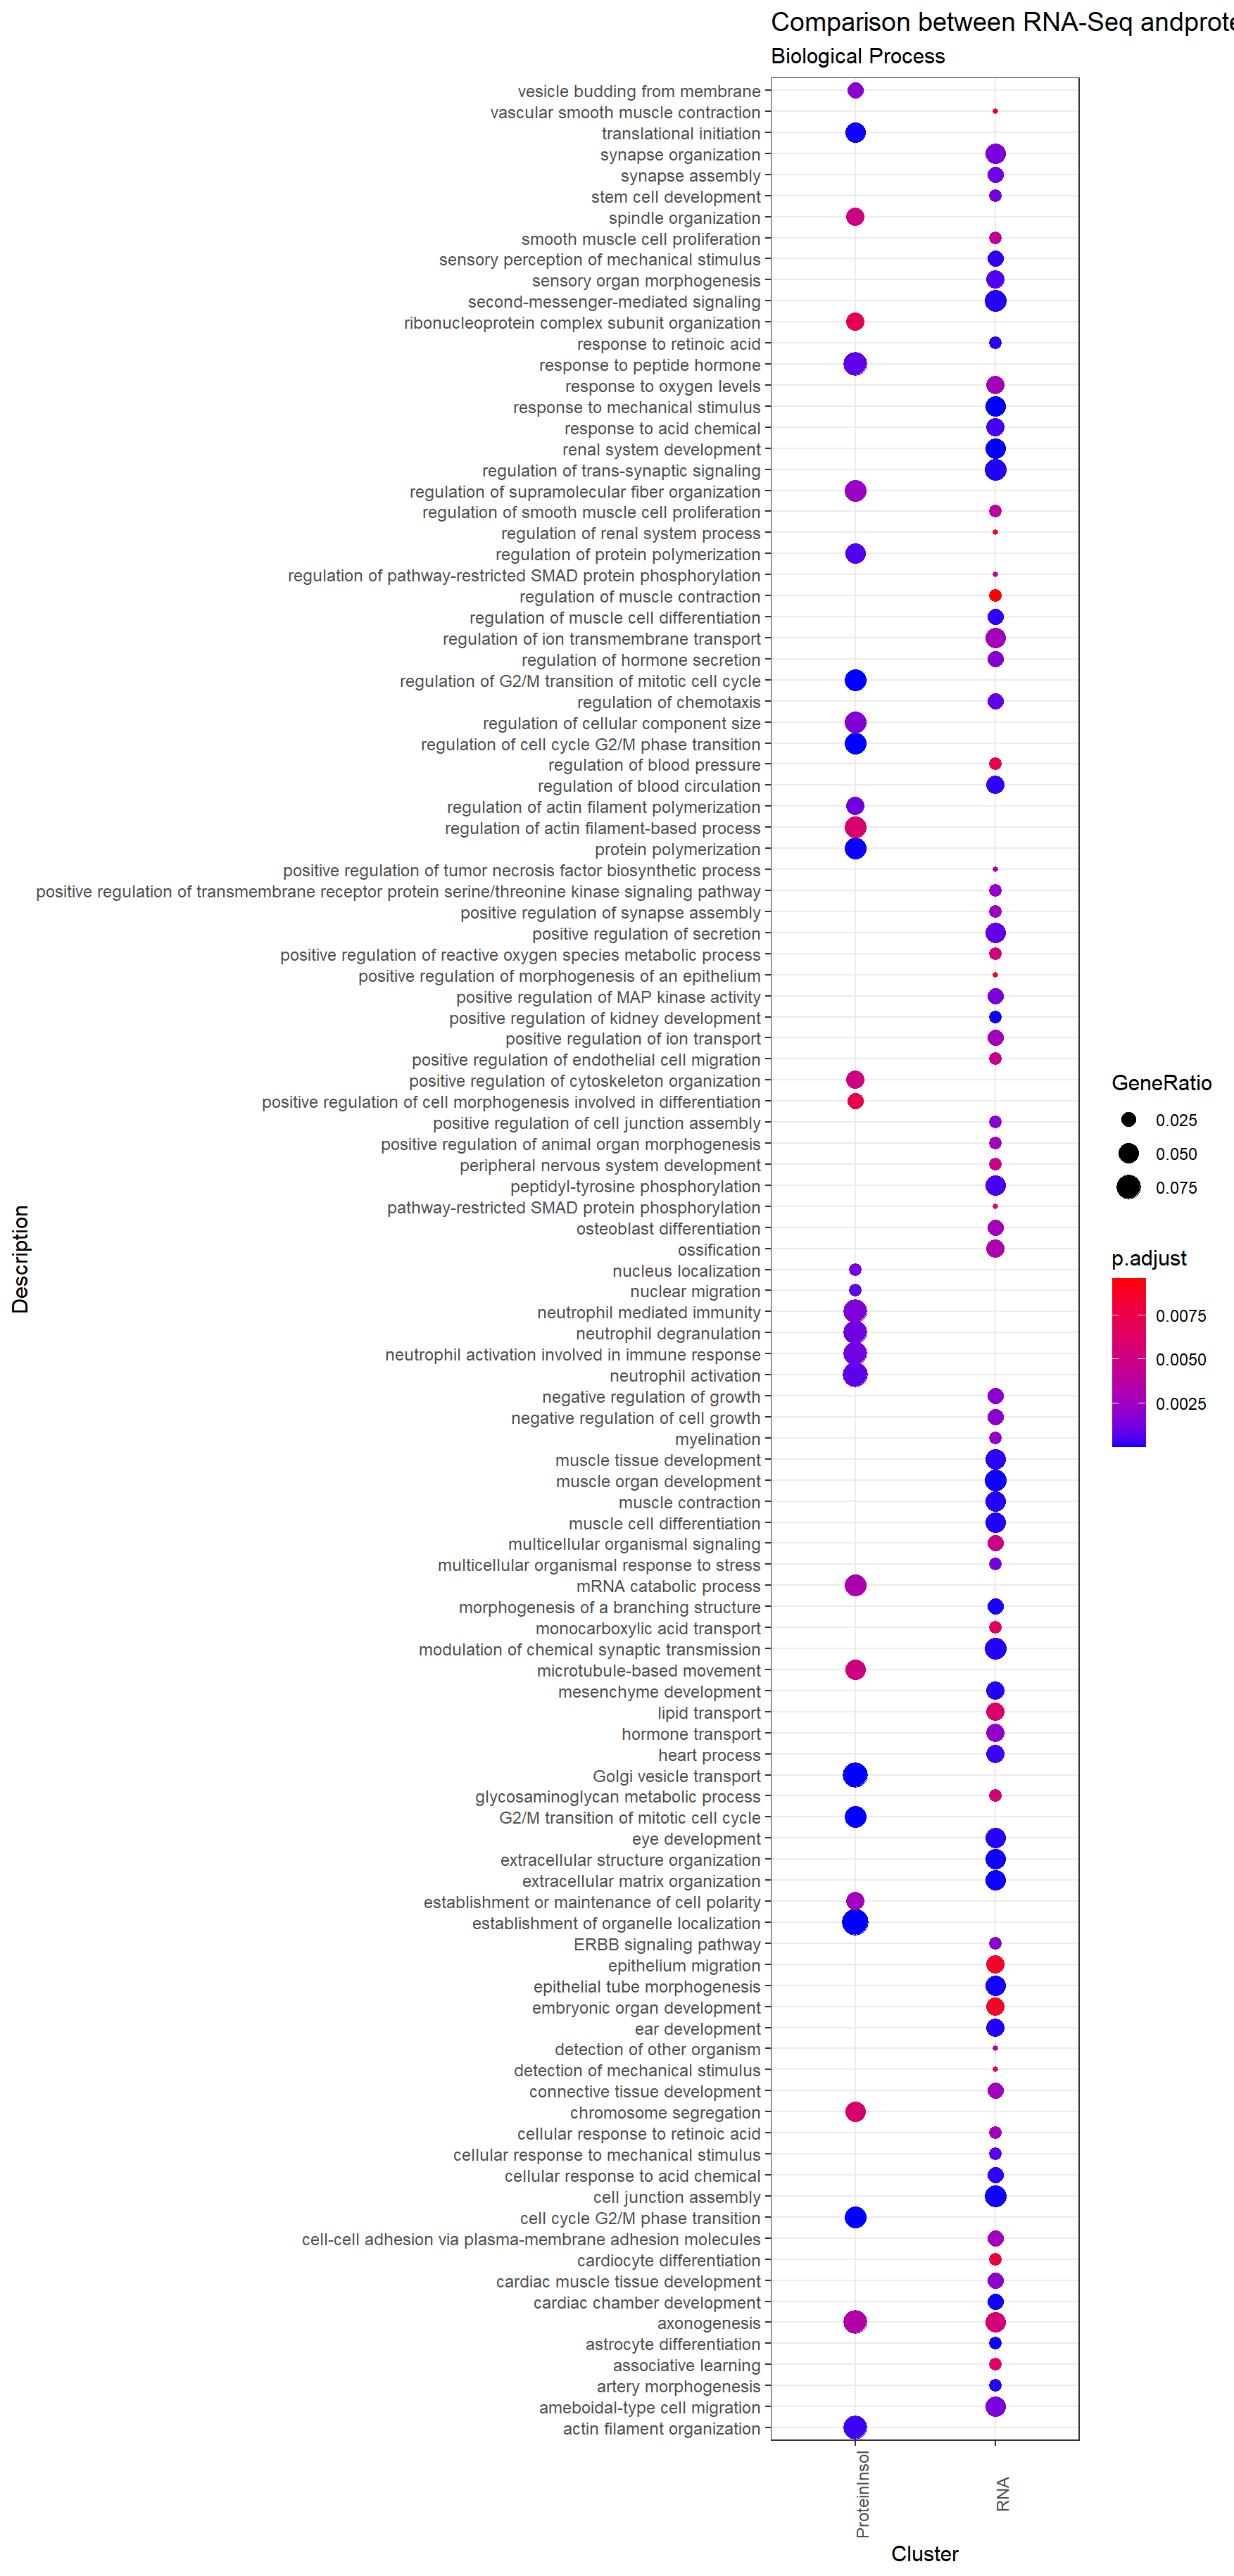 Comparison between RNA-Seq andprote
Biological Process
vesicle budding from membrane
vascular smooth muscle contraction
translational initiation
synapse organization
synapse assembly
stem cell development
spindle organization
smooth muscle cell proliferation
sensory perception of mechanical stimulus
sensory organ morphogenesis
second-messenger-mediated signaling
ribonucleoprotein complex subunit organization
response to retinoic acid
response to peptide hormone
response to oxygen levels
response to mechanical stimulus
response to acid chemical
renal system development
regulation of trans-synaptic signaling
regulation of supramolecular fiber organization
regulation of smooth muscle cell proliferation
regulation of renal system process
regulation of protein polymerization
regulation of pathway-restricted SMAD protein phosphorylation
regulation of muscle contraction
regulation of muscle cell differentiation
regulation of ion transmembrane transport
regulation of hormone secretion
regulation of G2/M transition of mitotic cell cycle
regulation of chemotaxis
regulation of cellular component size
regulation of cell cycle G2/M phase transition
regulation of blood pressure
regulation of blood circulation
regulation of actin filament polymerization
regulation of actin filament-based process
protein polymerization
positive regulation of tumor necrosis factor biosynthetic process
positive regulation of transmembrane receptor protein serine/threonine kinase signaling pathway
positive regulation of synapse assembly
positive regulation of secretion
positive regulation of reactive oxygen species metabolic process
positive regulation of morphogenesis of an epithelium
positive regulation of MAP kinase activity
positive regulation of kidney development
positive regulation of ion transport
positive regulation of endothelial cell migration
positive regulation of cytoskeleton organization
positive regulation of cell morphogenesis involved in differentiation
positive regulation of cell junction assembly
positive regulation of animal organ morphogenesis
peripheral nervous system development
peptidyl-tyrosine phosphorylation
pathway-restricted SMAD protein phosphorylation
osteoblast differentiation
ossification
nucleus localization
nuclear migration
neutrophil mediated immunity
neutrophil degranulation
neutrophil activation involved in immune response
neutrophil activation
negative regulation of growth
negative regulation of cell growth
myelination
muscle tissue development
muscle organ development
muscle contraction
muscle cell differentiation
multicellular organismal signaling
multicellular organismal response to stress
mRNA catabolic process
morphogenesis of a branching structure
monocarboxylic acid transport
modulation of chemical synaptic transmission
microtubule-based movement
mesenchyme development
lipid transport
hormone transport
heart process
Golgi vesicle transport
glycosaminoglycan metabolic process
G2/M transition of mitotic cell cycle
eye development
extracellular structure organization
extracellular matrix organization
establishment or maintenance of cell polarity
establishment of organelle localization
ERBB signaling pathway
epithelium migration
epithelial tube morphogenesis
embryonic organ development
ear development
detection of other organism
detection of mechanical stimulus
connective tissue development
chromosome segregation
cellular response to retinoic acid
cellular response to mechanical stimulus
cellular response to acid chemical
cell junction assembly
cell cycle G2/M phase transition
cell-cell adhesion via plasma-membrane adhesion molecules
cardiocyte differentiation
cardiac muscle tissue development
cardiac chamber development
axonogenesis
astrocyte differentiation
associative learning
artery morphogenesis
ameboidal-type cell migration
actin filament organization
Description
ProteinInsol
RNA
Cluster
GeneRatio
0.025
0.050
0.075
p.adjust
0.0075
0.0050
0.0025